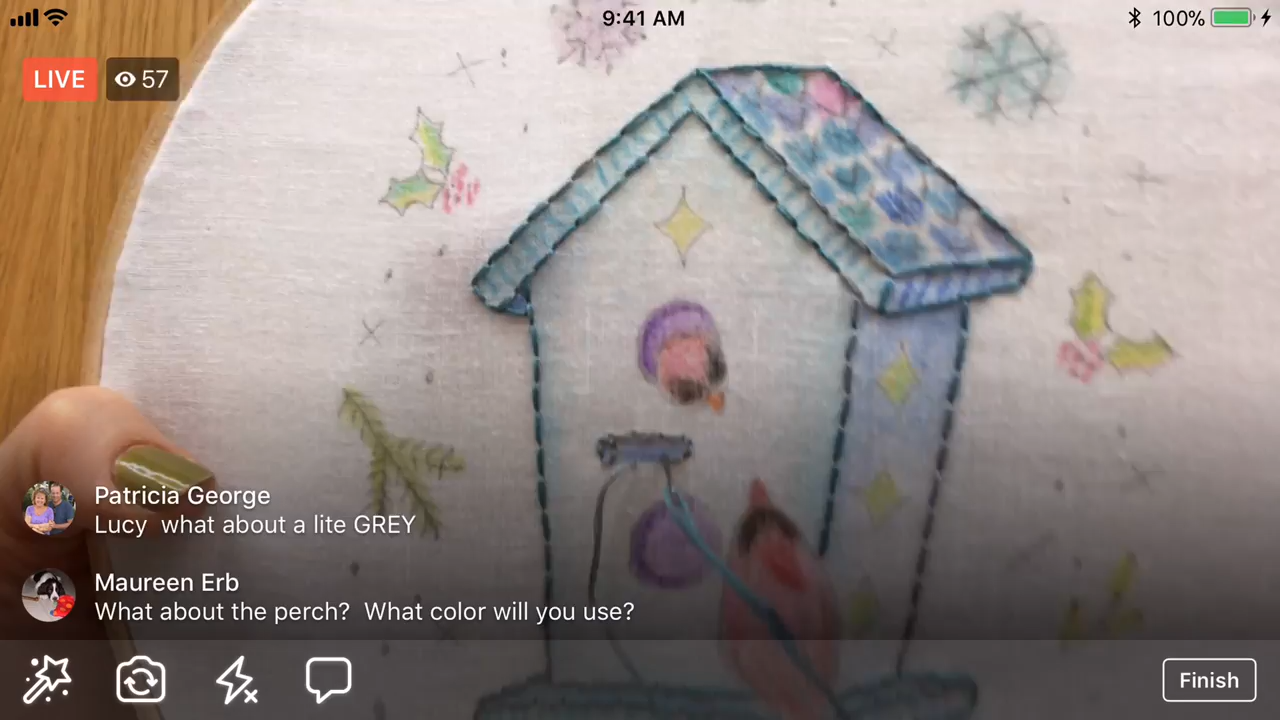 9:41 AM
100%
LIVE
57
Patricia George
Lucy  what about a lite GREY
Maureen Erb
What about the perch?  What color will you use?
Finish